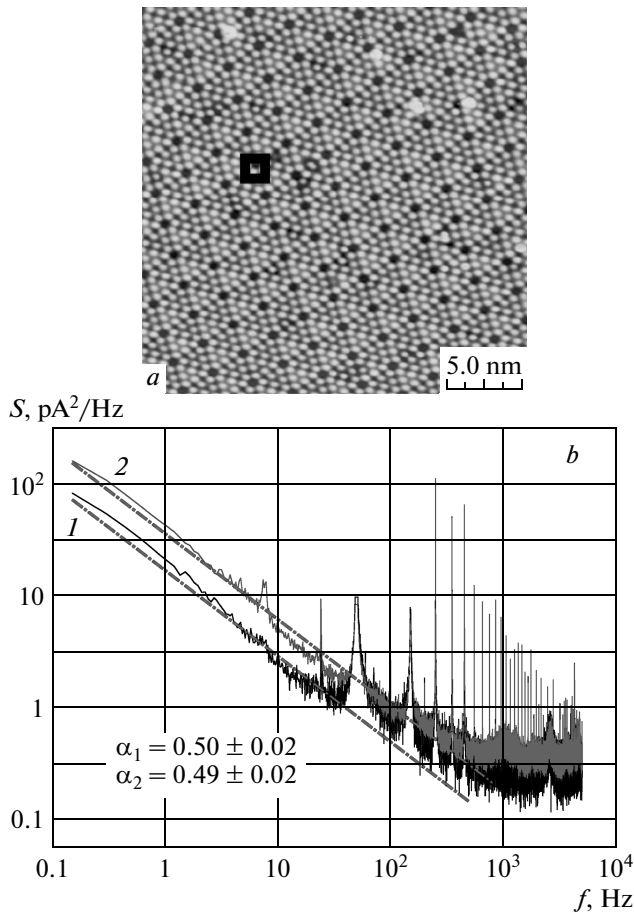 a
5.0 nm
S, pA²/Hz
b
10²
2
1
10
1
α₁ = 0.50 ± 0.02
α₂ = 0.49 ± 0.02
0.1
0.1 1 10 10² 10³ 10⁴
f, Hz